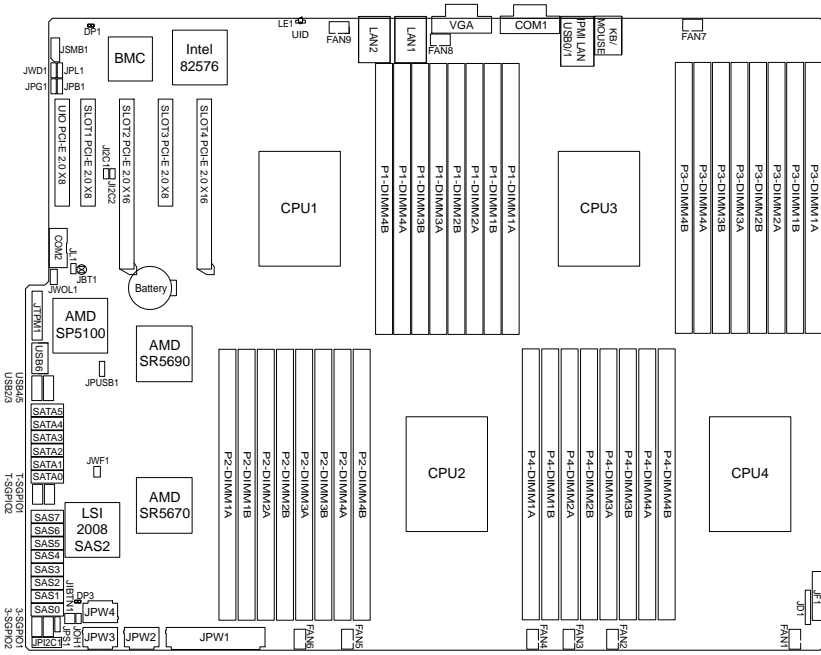 DP1
LE1
UID
FAN9
LAN2
LAN1
FAN8
VGA
COM1
IPMI LAN
USB0/1
KB/
MOUSE
FAN7
JSMB1
BMC
Intel
82576
JWD1
JPL1
JPG1
JPB1
UIO PCI-E 2.0 X8
SLOT1 PCI-E 2.0 X8
SLOT2 PCI-E 2.0 X16
SLOT3 PCI-E 2.0 X8
SLOT4 PCI-E 2.0 X16
JI2C1
JI2C2
CPU1
P1-DIMM4B
P1-DIMM4A
P1-DIMM3B
P1-DIMM3A
P1-DIMM2B
P1-DIMM2A
P1-DIMM1B
P1-DIMM1A
CPU3
P3-DIMM4B
P3-DIMM4A
P3-DIMM3B
P3-DIMM3A
P3-DIMM2B
P3-DIMM2A
P3-DIMM1B
P3-DIMM1A
COM2
JL1
JBT1
JWOL1
Battery
JTPM1
AMD
SP5100
AMD
SR5690
USB6
JPUSB1
USB4/5
USB2/3
SATA5
SATA4
SATA3
SATA2
SATA1
SATA0
JWF1
T-SGPIO1
T-SGPIO2
AMD
SR5670
LSI
2008
SAS2
SAS7
SAS6
SAS5
SAS4
SAS3
SAS2
SAS1
SAS0
P2-DIMM1A
P2-DIMM1B
P2-DIMM2A
P2-DIMM2B
P2-DIMM3A
P2-DIMM3B
P2-DIMM4A
P2-DIMM4B
CPU2
P4-DIMM1A
P4-DIMM1B
P4-DIMM2A
P4-DIMM2B
P4-DIMM3A
P4-DIMM3B
P4-DIMM4A
P4-DIMM4B
CPU4
JIBTN1
DP3
JPW4
3-SGPIO1
3-SGPIO2
JPI2C1
JPS1
JOH1
JPW3
JPW2
JPW1
FAN6
FAN5
FAN4
FAN3
FAN2
JD1
JF1
FAN1